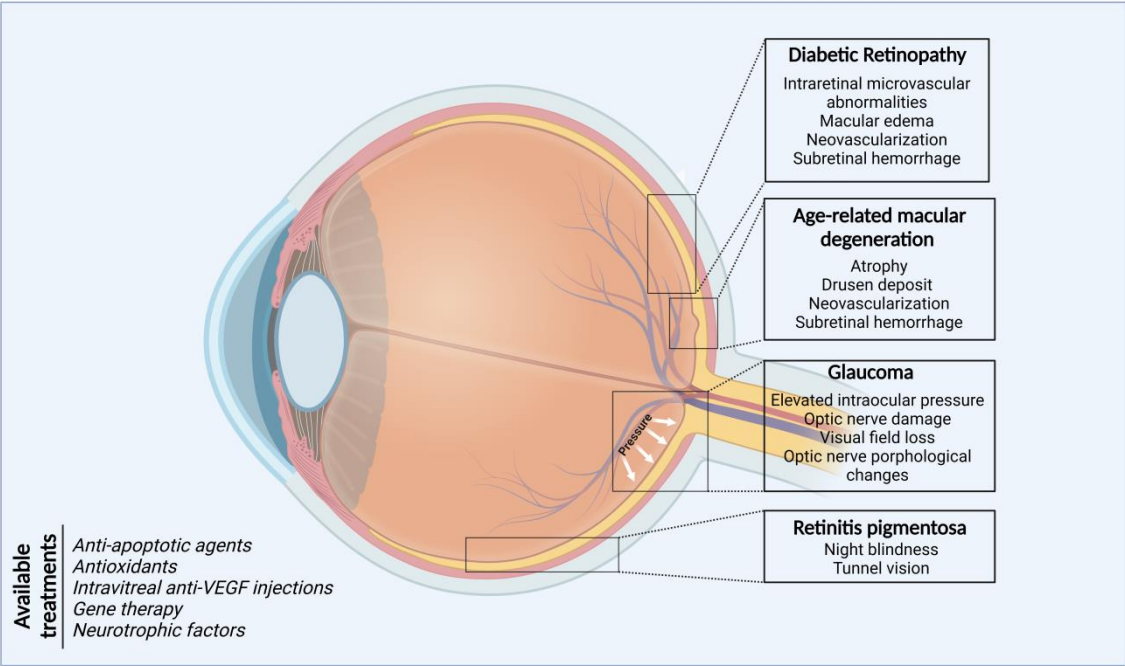 Diabetic Retinopathy
Intraretinal microvascular
abnormalities
Macular edema
Neovascularization
Subretinal hemorrhage
Age-related macular
degeneration
Atrophy
Drusen deposit
Neovascularization
Subretinal hemorrhage
Glaucoma
Elevated intraocular pressure
Optic nerve damage
Visual field loss
Optic nerve porphological
changes
Pressure
Retinitis pigmentosa
Night blindness
Tunnel vision
Available
treatments
Anti-apoptotic agents
Antioxidants
Intravitreal anti-VEGF injections
Gene therapy
Neurotrophic factors